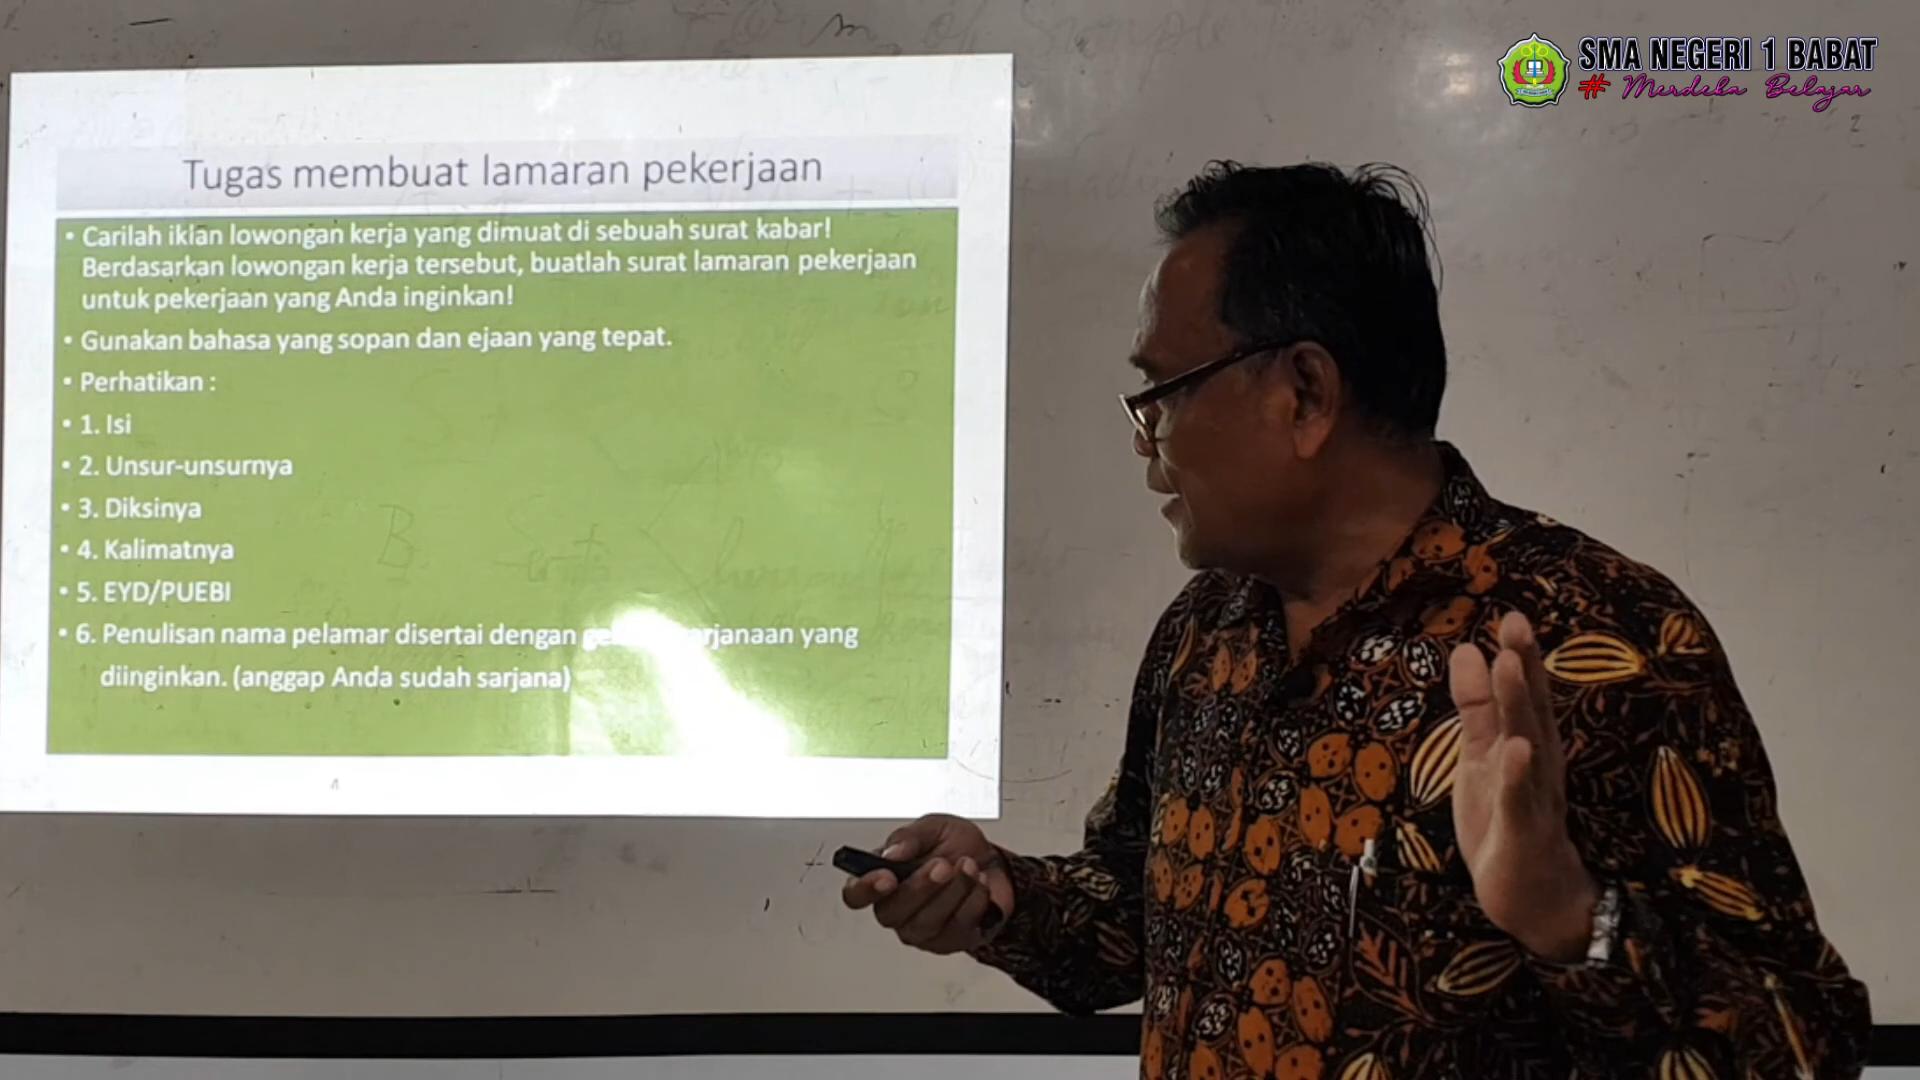 SMA NEGERI 1 BABAT
# Merdeka Belajar
Tugas membuat lamaran pekerjaan
• Carilah iklan lowongan kerja yang dimuat di sebuah surat kabar!
Berdasarkan lowongan kerja tersebut, buatlah surat lamaran pekerjaan
untuk pekerjaan yang Anda inginkan!
• Gunakan bahasa yang sopan dan ejaan yang tepat.
• Perhatikan :
• 1. Isi
• 2. Unsur-unsurnya
• 3. Diksinya
• 4. Kalimatnya
• 5. EYD/PUEBI
• 6. Penulisan nama pelamar disertai dengan yang
diinginkan. (anggap Anda sudah sarjana)
4